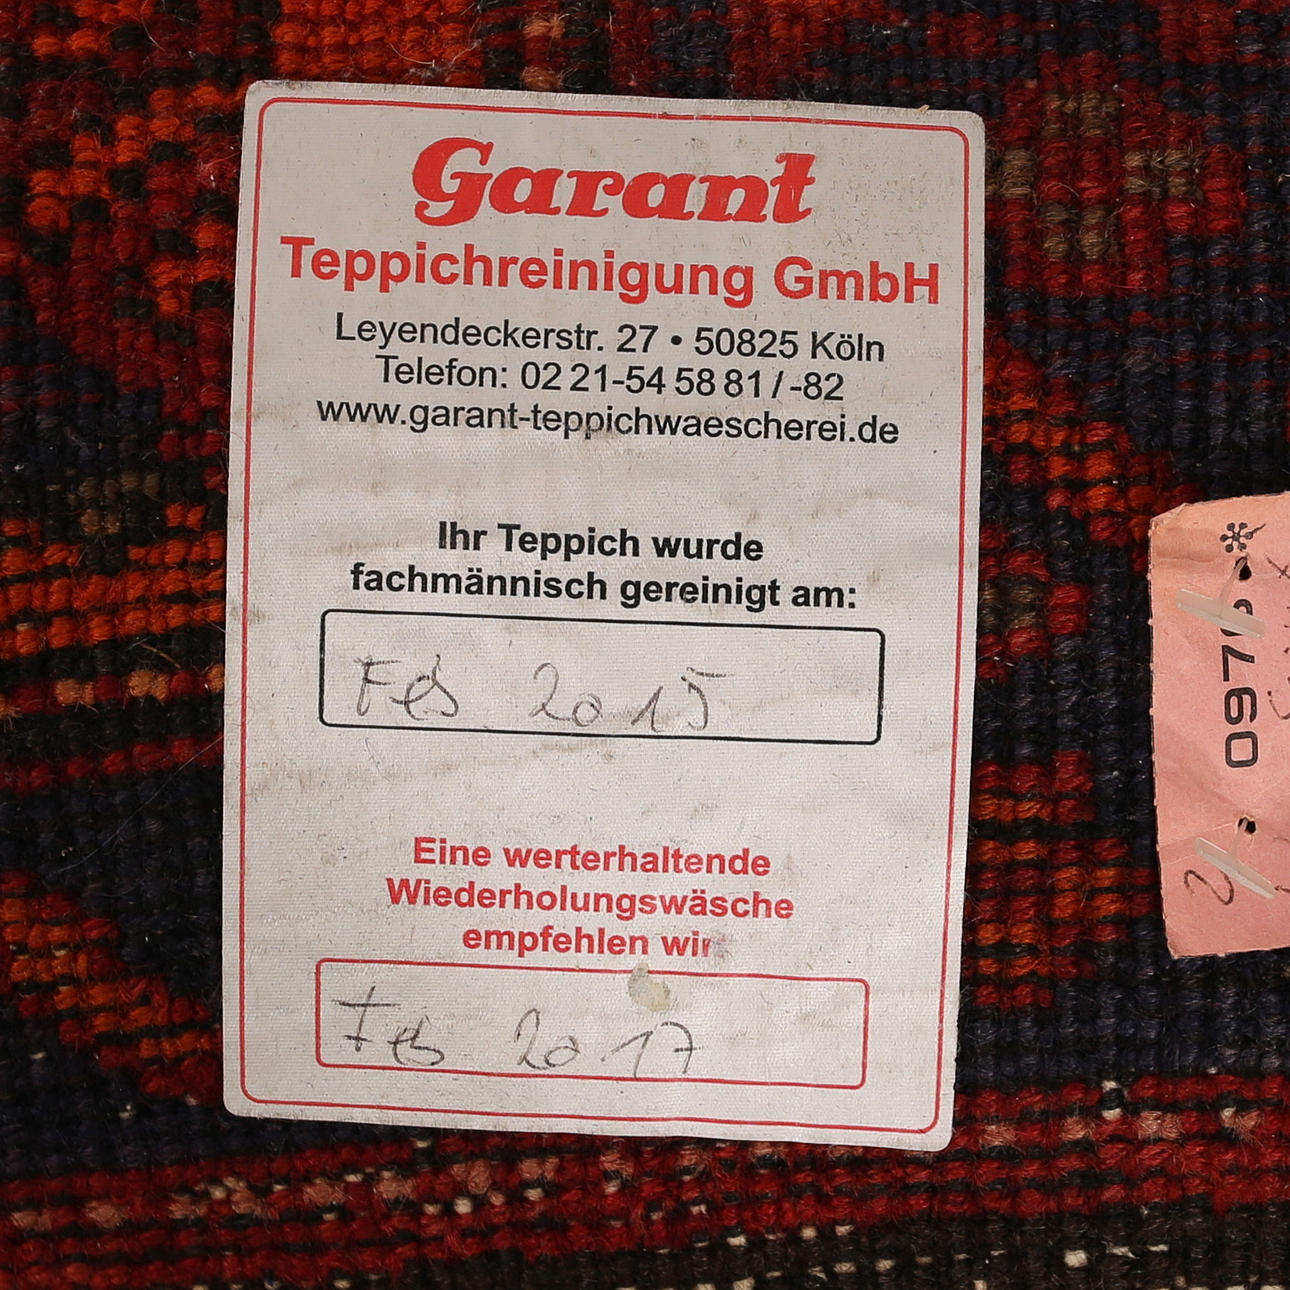 Garant
Teppichreinigung GmbH
Leyendeckerstr. 27 • 50825 Köln
Telefon: 02 21-54 58 81 / -82
www.garant-teppichwaescherei.de
Ihr Teppich wurde
fachmännisch gereinigt am:
Feb 2015
Eine werterhaltende
Wiederholungswäsche
empfehlen wir
Feb 2017